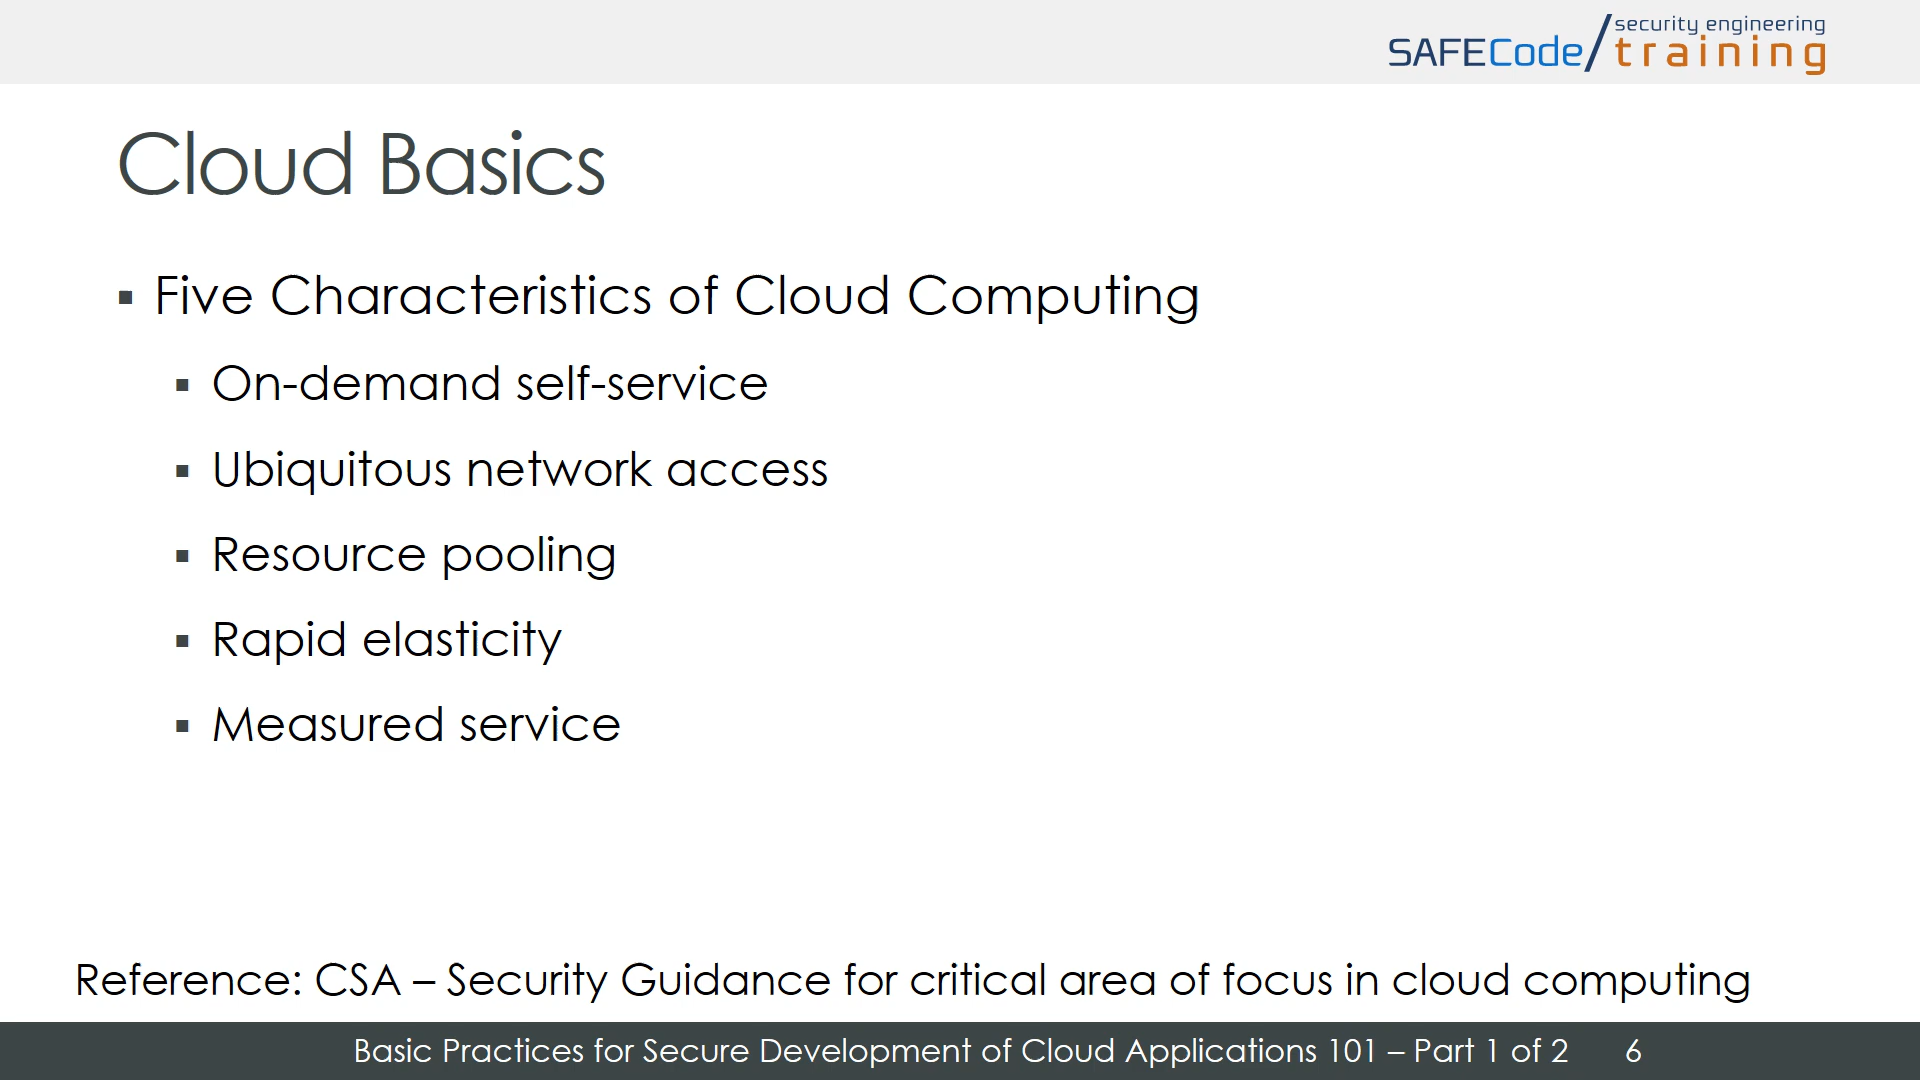 SAFECode/security engineering training
Cloud Basics
▪ Five Characteristics of Cloud Computing
▪ On-demand self-service
▪ Ubiquitous network access
▪ Resource pooling
▪ Rapid elasticity
▪ Measured service
Reference: CSA – Security Guidance for critical area of focus in cloud computing
Basic Practices for Secure Development of Cloud Applications 101 – Part 1 of 2 6